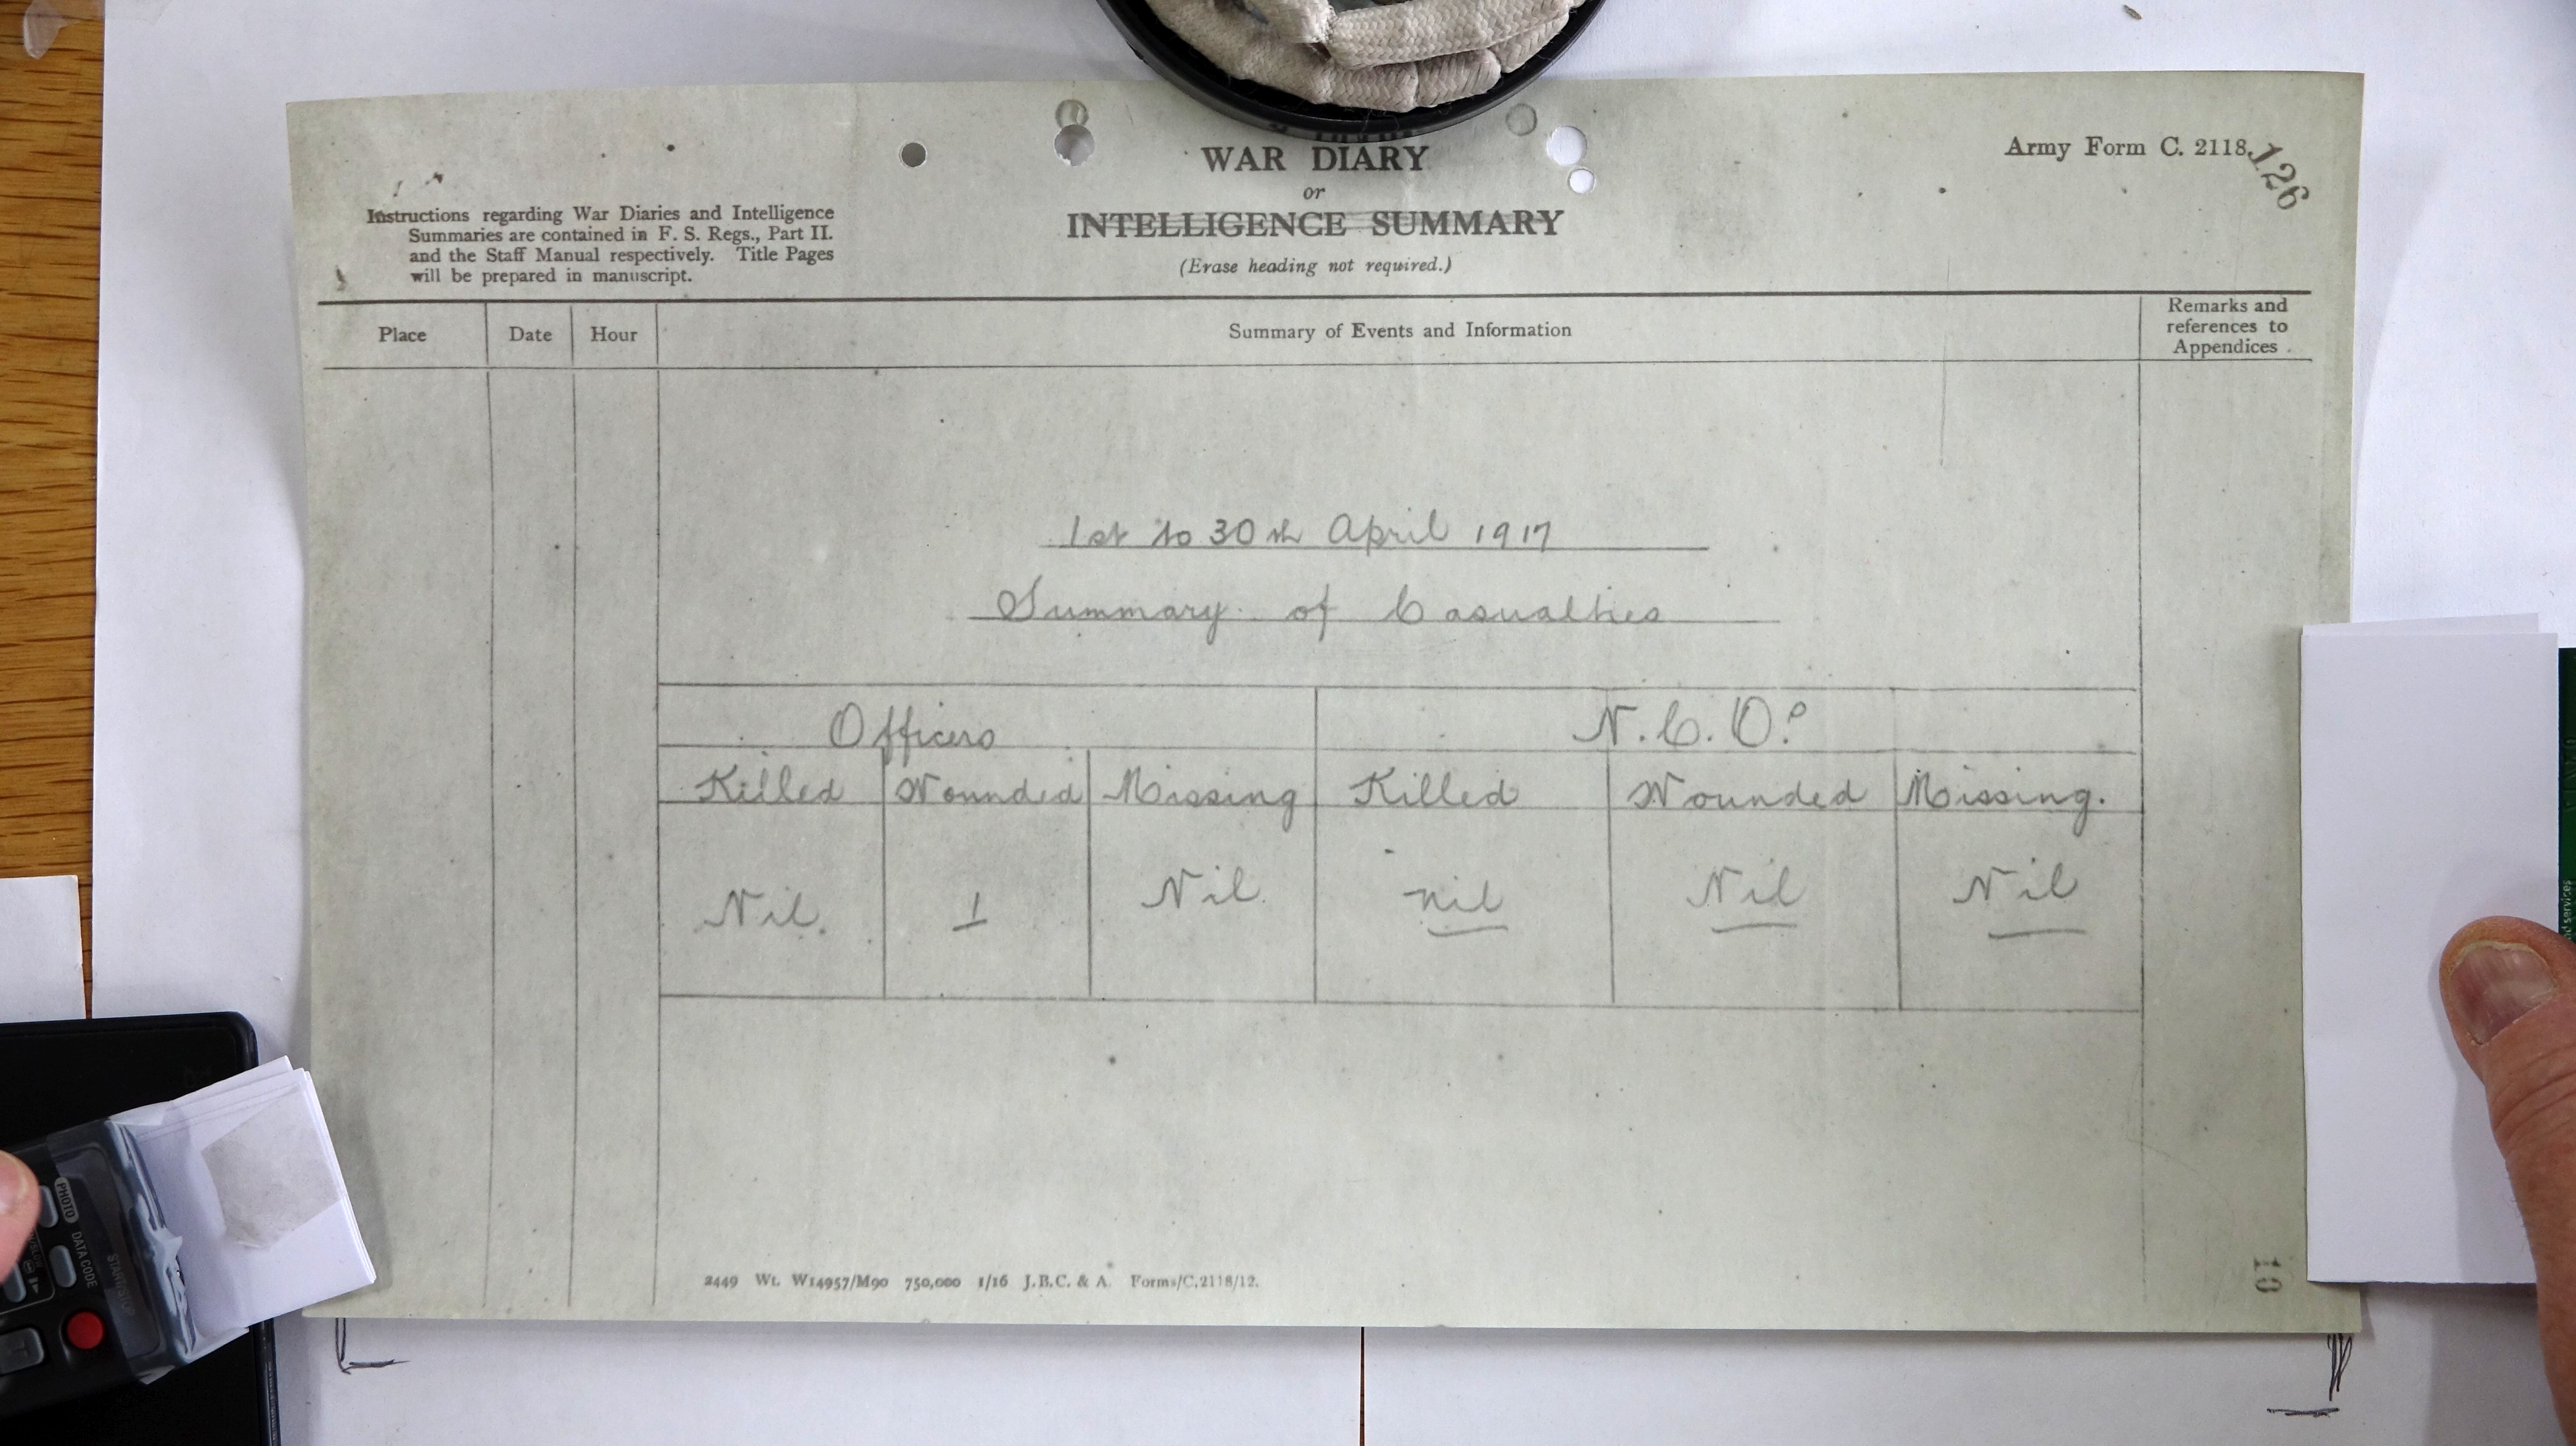 WAR DIARY
or
INTELLIGENCE SUMMARY
(Erase heading not required.)
Army Form C. 2118.
126
Instructions regarding War Diaries and Intelligence
Summaries are contained in F. S. Regs., Part II.
and the Staff Manual respectively. Title Pages
will be prepared in manuscript.
Place Date Hour Summary of Events and Information Remarks and
references to
Appendices
1st to 30th April 1917
Summary of Casualties
Officers N.C.Os
Killed Wounded Missing Killed Wounded Missing.
Nil. 1 Nil. nil Nil Nil
2449 Wt. W14957/M90 750,000 1/16 J.B.C. & A. Forms/C.2118/12.
10
PHOTO
DATA CODE
START/STOP
T